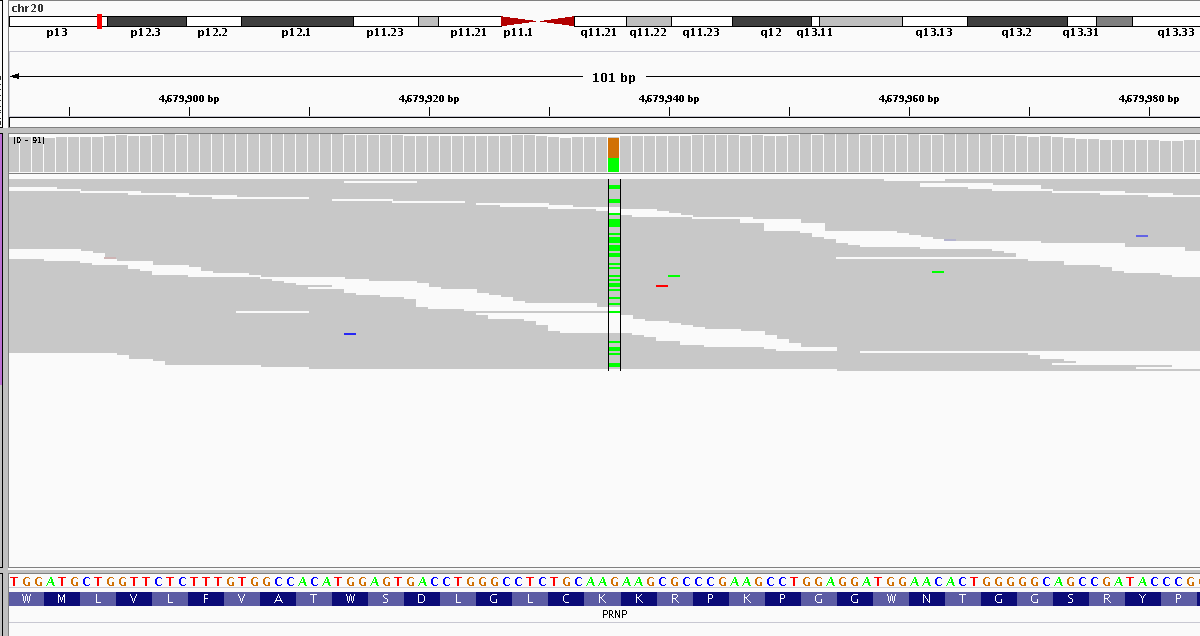 chr20
p13 p12.3 p12.2 p12.1 p11.23 p11.21 p11.1 q11.21 q11.22 q11.23 q12 q13.11 q13.13 q13.2 q13.31 q13.33
101 bp
4,679,900 bp 4,679,920 bp 4,679,940 bp 4,679,960 bp 4,679,980 bp
[0 - 91]
TGGATGCTGGTTCTCTTTGTGGCCACATGGAGTGACCTGGGCCTCTGCAAGAAGCGCCCGAAGCCTGGAGGATGGAACACTGGGGGCAGCCGATACCCG
W M L V L F V A T W S D L G L C K K R P K P G G W N T G G S R Y P
PRNP